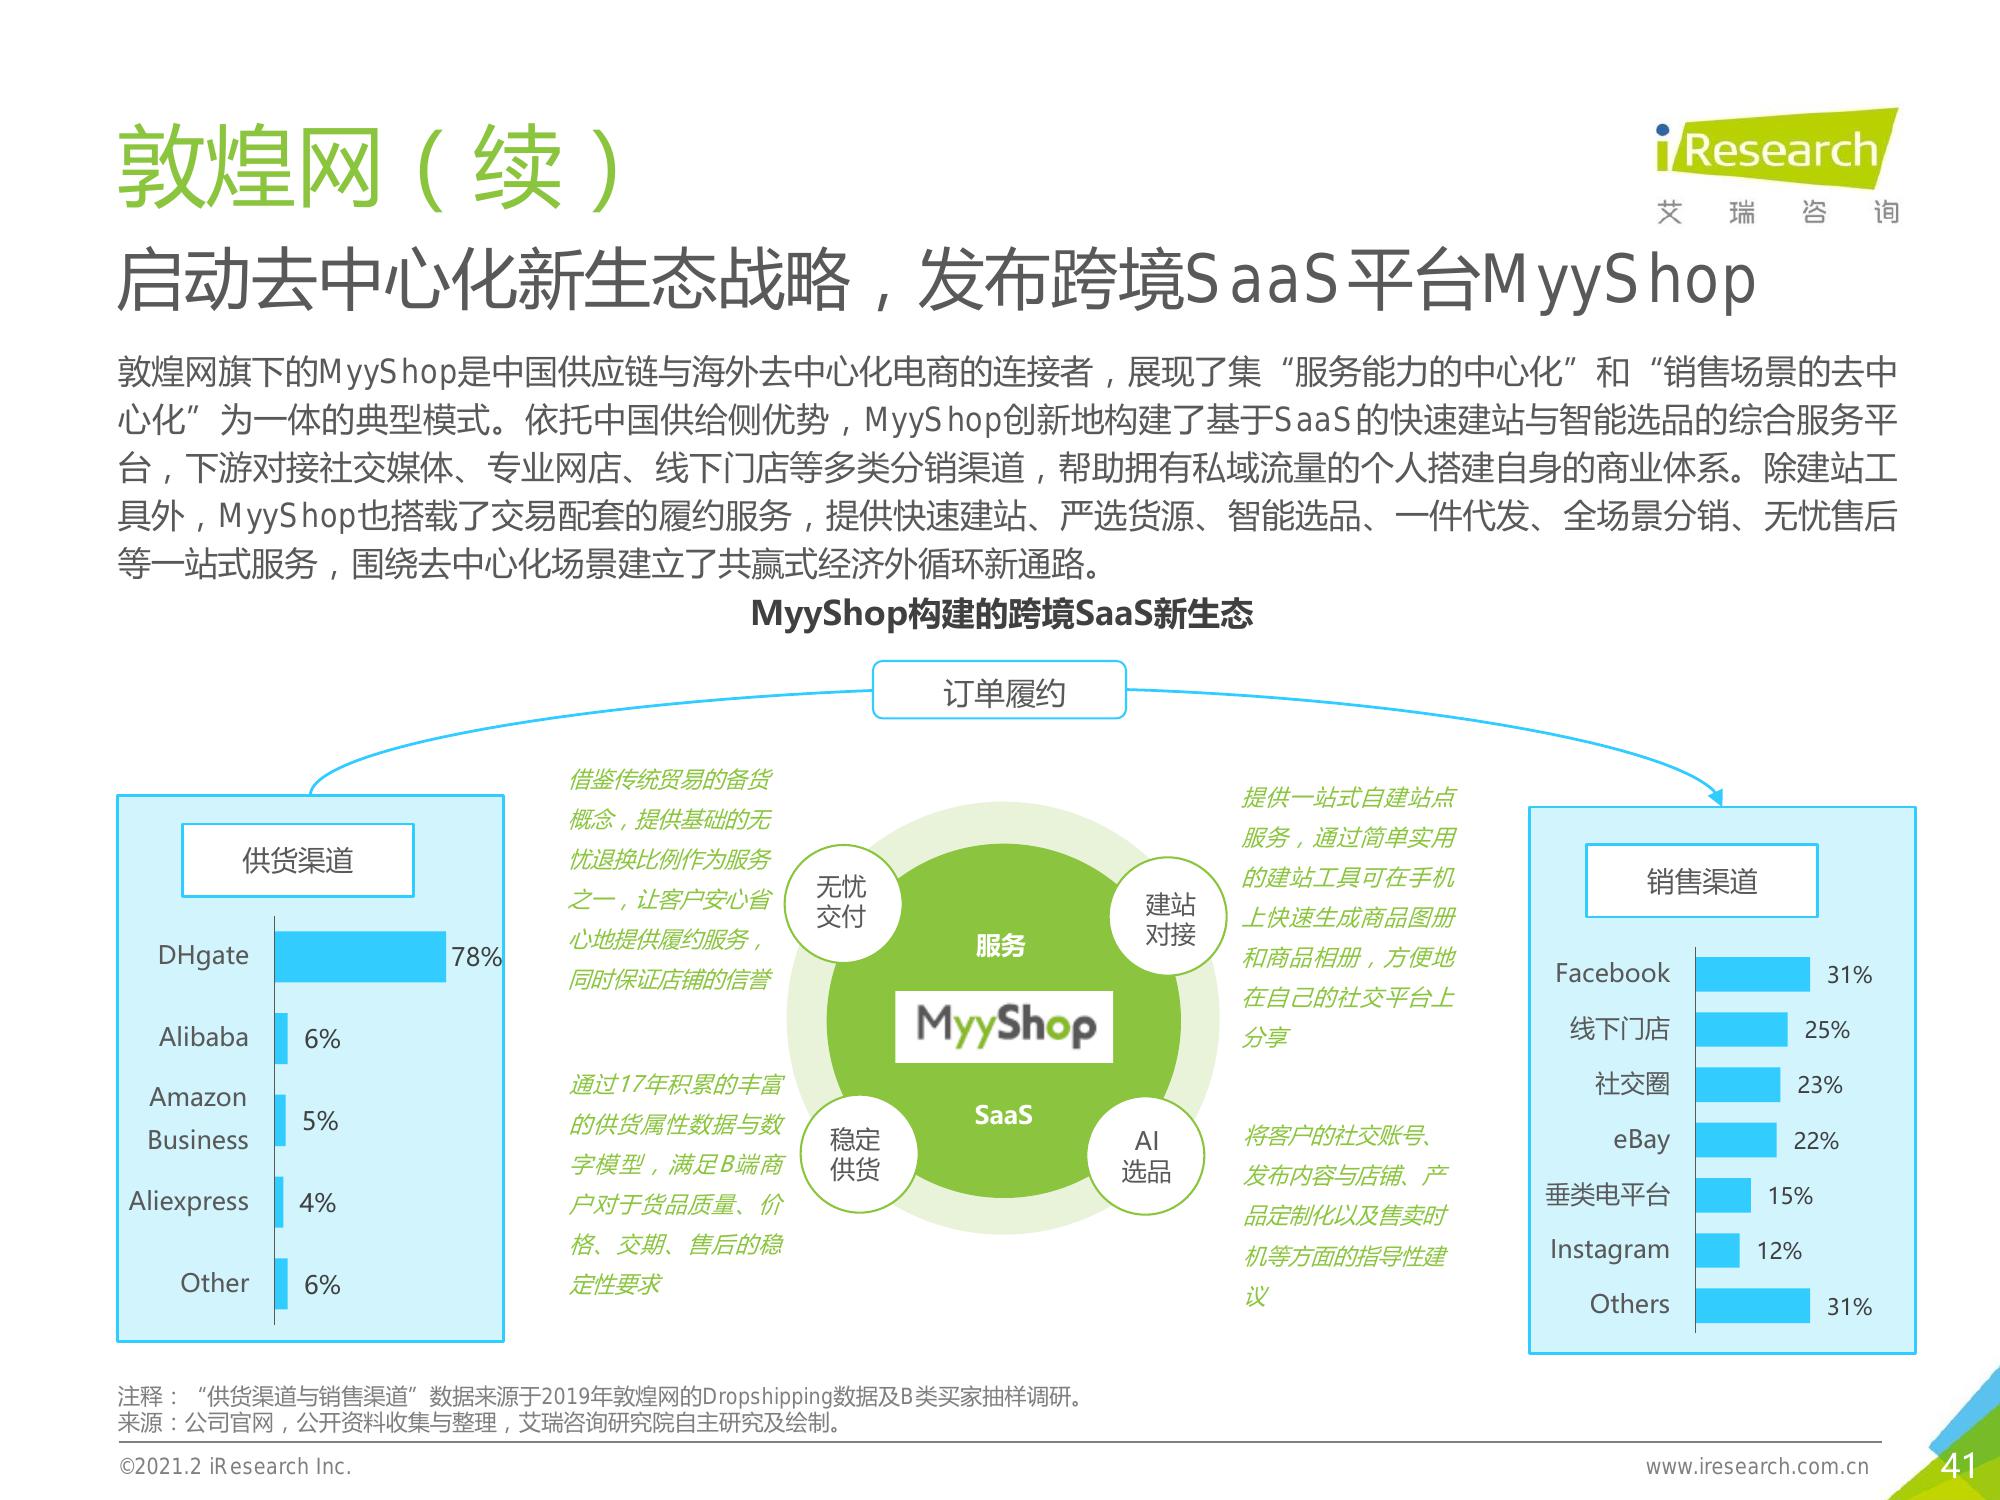 敦煌网（续）
iResearch
艾瑞咨询
启动去中心化新生态战略，发布跨境SaaS平台MyyShop
敦煌网旗下的MyyShop是中国供应链与海外去中心化电商的连接者，展现了集“服务能力的中心化”和“销售场景的去中
心化”为一体的典型模式。依托中国供给侧优势，MyyShop创新地构建了基于SaaS的快速建站与智能选品的综合服务平
台，下游对接社交媒体、专业网店、线下门店等多类分销渠道，帮助拥有私域流量的个人搭建自身的商业体系。除建站工
具外，MyyShop也搭载了交易配套的履约服务，提供快速建站、严选货源、智能选品、一件代发、全场景分销、无忧售后
等一站式服务，围绕去中心化场景建立了共赢式经济外循环新通路。
MyyShop构建的跨境SaaS新生态
订单履约
供货渠道
DHgate 78%
Alibaba 6%
Amazon
Business 5%
Aliexpress 4%
Other 6%
借鉴传统贸易的备货
概念，提供基础的无
忧退换比例作为服务
之一，让客户安心省
心地提供履约服务，
同时保证店铺的信誉
通过17年积累的丰富
的供货属性数据与数
字模型，满足B端商
户对于货品质量、价
格、交期、售后的稳
定性要求
无忧
交付
建站
对接
服务
MyyShop
SaaS
稳定
供货
AI
选品
提供一站式自建站点
服务，通过简单实用
的建站工具可在手机
上快速生成商品图册
和商品相册，方便地
在自己的社交平台上
分享
将客户的社交账号、
发布内容与店铺、产
品定制化以及售卖时
机等方面的指导性建
议
销售渠道
Facebook 31%
线下门店 25%
社交圈 23%
eBay 22%
垂类电平台 15%
Instagram 12%
Others 31%
注释：“供货渠道与销售渠道”数据来源于2019年敦煌网的Dropshipping数据及B类买家抽样调研。
来源：公司官网，公开资料收集与整理，艾瑞咨询研究院自主研究及绘制。
©2021.2 iResearch Inc.
www.iresearch.com.cn
41